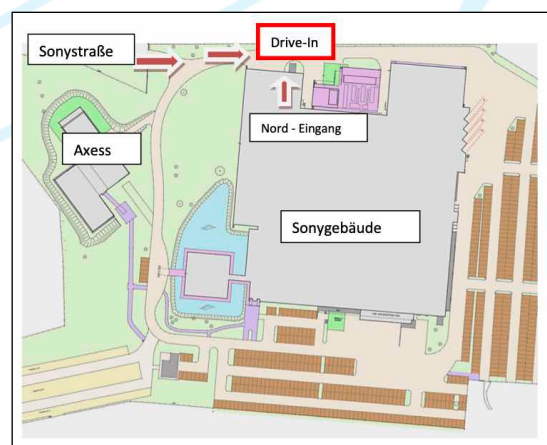 Drive-In
Sonystraße
Nord - Eingang
Axess
Sonygebäude